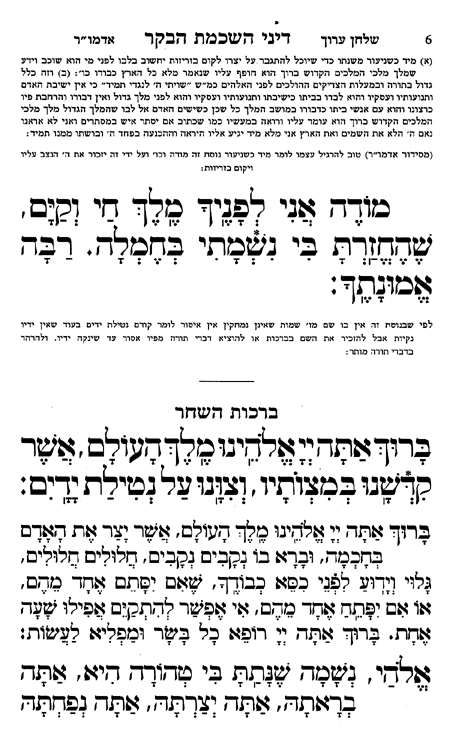 6 שלחן ערוך דיני השכמת הבקר אדמו״ר
(א) מיד כשניעור משנתו כדי שיוכל להתגבר על יצרו לקום בזריזות יחשוב בלבו לפני מי הוא שוכב וידע
שמלך מלכי המלכים הקדוש ברוך הוא חופף עליו שנאמר מלא כל הארץ כבודו כו׳: (ב) וזה כלל
גדול בתורה ובמעלות הצדיקים ההולכים לפני האלהים כמ״ש ״שויתי ה׳ לנגדי תמיד״ כי אין ישיבת האדם
ותנועותיו ועסקיו והוא לבדו בביתו כישיבתו ותנועותיו ועסקיו והוא לפני מלך גדול ואין דבורו והרחבת פיו
כרצונו והוא עם אנשי ביתו כדבורו במושב המלך כל שכן כשישים האדם אל לבו שהמלך הגדול מלך מלכי
המלכים הקדוש ברוך הוא עומד עליו ורואה במעשיו כמו שכתוב אם יסתר איש במסתרים ואני לא אראנו
נאם ה׳ הלא את השמים ואת הארץ אני מלא מיד יגיע אליו היראה וההכנעה בפחד ה׳ ובושתו ממנו תמיד:
(מסידור אדמו״ר) טוב להרגיל עצמו לומר מיד כשניעור נוסח זה מודה וכו׳ ועל ידי זה יזכור את ה׳ הנצב עליו
ויקום בזריזות:
מוֹדֶה אֲנִי לְפָנֶיךָ מֶלֶךְ חַי וְקַיָּם,
שֶׁהֶחֱזַרְתָּ בִּי נִשְׁמָתִי בְּחֶמְלָה. רַבָּה
אֱמוּנָתֶךָ:
לפי שבנוסח זה אין בו שם מז׳ שמות שאינן נמחקין אין איסור לומר קודם נטילת ידים בעוד שאין ידיו
נקיות אבל להזכיר את השם בברכות או להוציא דברי תורה מפיו אסור עד שינקה ידיו. ולהרהר
בדברי תורה מותר:
ברכות השחר
בָּרוּךְ אַתָּה יְיָ אֱלֹהֵינוּ מֶלֶךְ הָעוֹלָם, אֲשֶׁר
קִדְּשָׁנוּ בְּמִצְוֹתָיו, וְצִוָּנוּ עַל נְטִילַת יָדָיִם:
בָּרוּךְ אַתָּה יְיָ אֱלֹהֵינוּ מֶלֶךְ הָעוֹלָם, אֲשֶׁר יָצַר אֶת הָאָדָם
בְּחָכְמָה, וּבָרָא בוֹ נְקָבִים נְקָבִים, חֲלוּלִים חֲלוּלִים,
גָּלוּי וְיָדוּעַ לִפְנֵי כִסֵּא כְבוֹדֶךָ, שֶׁאִם יִסָּתֵם אֶחָד מֵהֶם,
אוֹ אִם יִפָּתֵחַ אֶחָד מֵהֶם, אִי אֶפְשַׁר לְהִתְקַיֵּם אֲפִילוּ שָׁעָה
אֶחָת. בָּרוּךְ אַתָּה יְיָ רוֹפֵא כָל בָּשָׂר וּמַפְלִיא לַעֲשׂוֹת:
אֱלֹהַי, נְשָׁמָה שֶׁנָּתַתָּ בִּי טְהוֹרָה הִיא, אַתָּה
בְרָאתָהּ, אַתָּה יְצַרְתָּהּ, אַתָּה נְפַחְתָּהּ